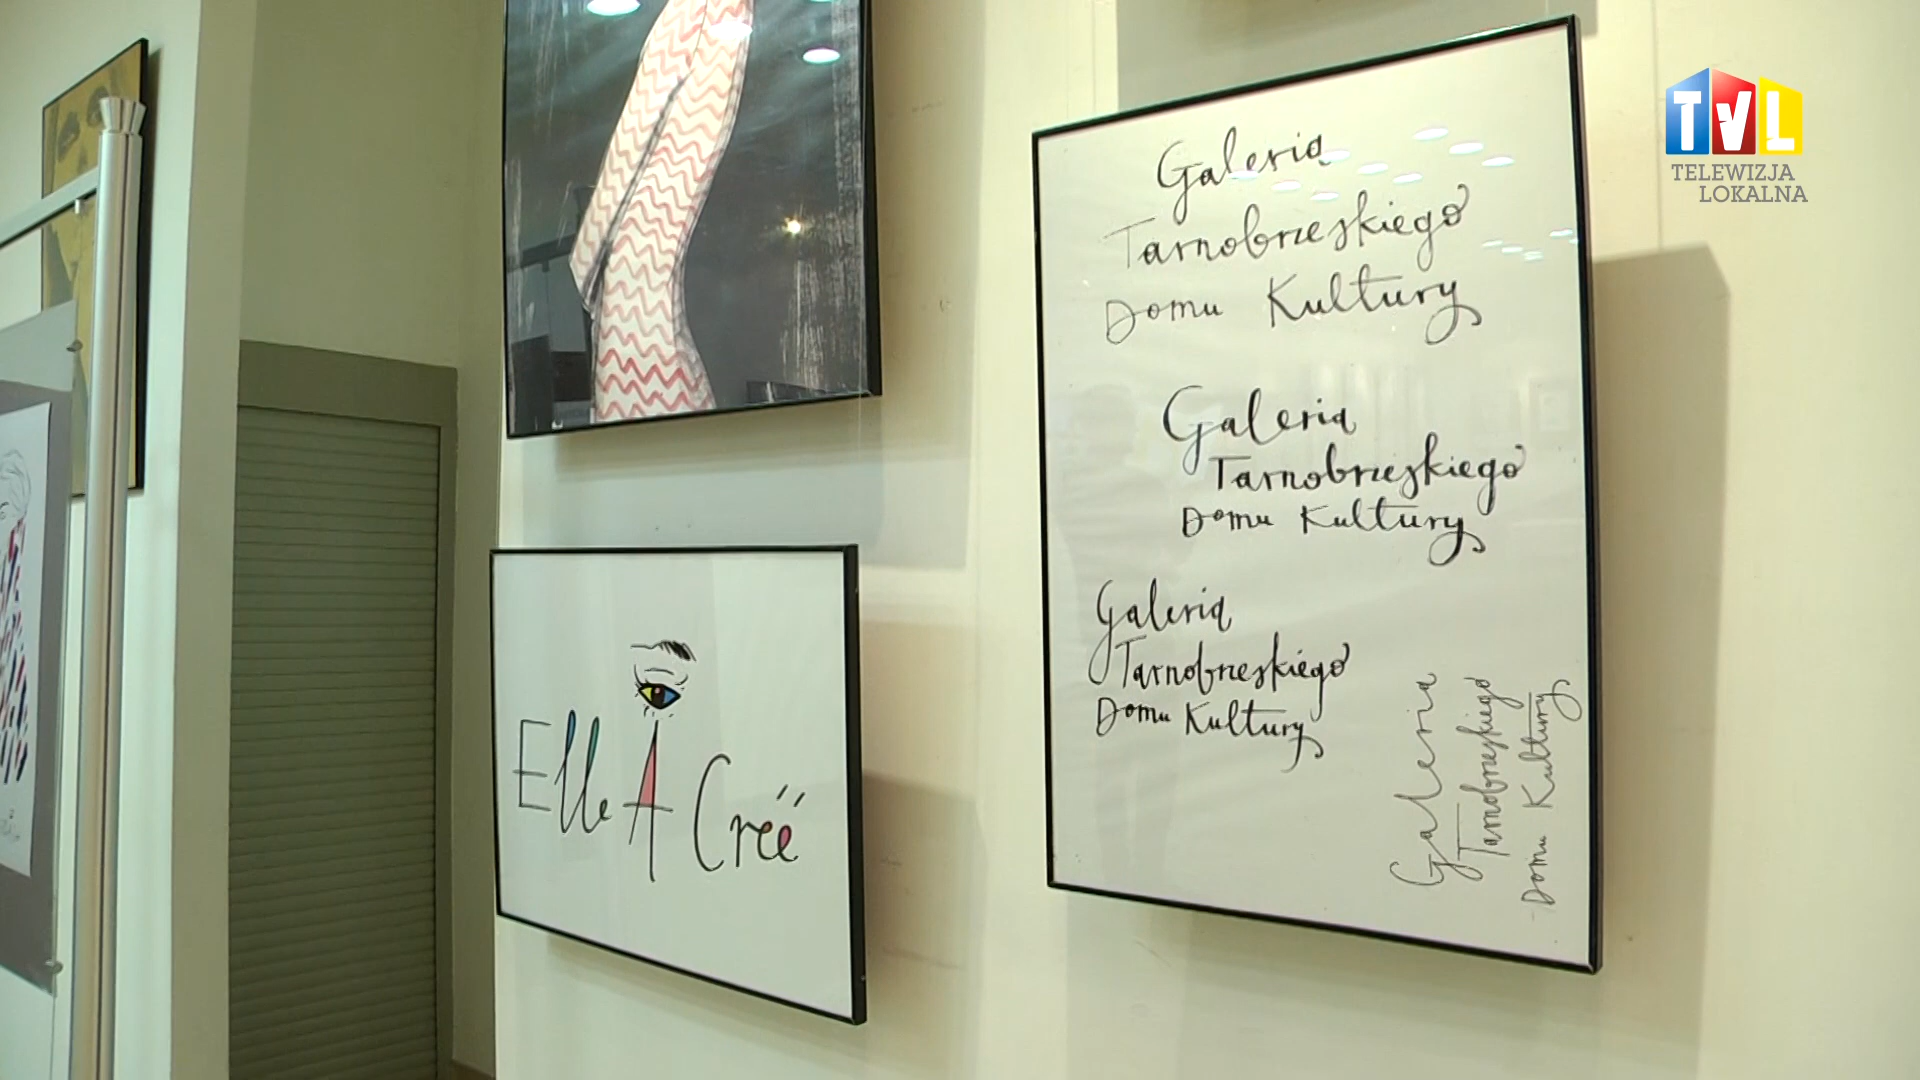 TVL
TELEWIZJA
LOKALNA
Galeria
Tarnobrzeskiego
Domu Kultury
Galeria
Tarnobrzeskiego
Domu Kultury
Galeria
Tarnobrzeskiego
Domu Kultury
Galeria
Tarnobrzeskiego
Domu Kultury
Elle A Créé